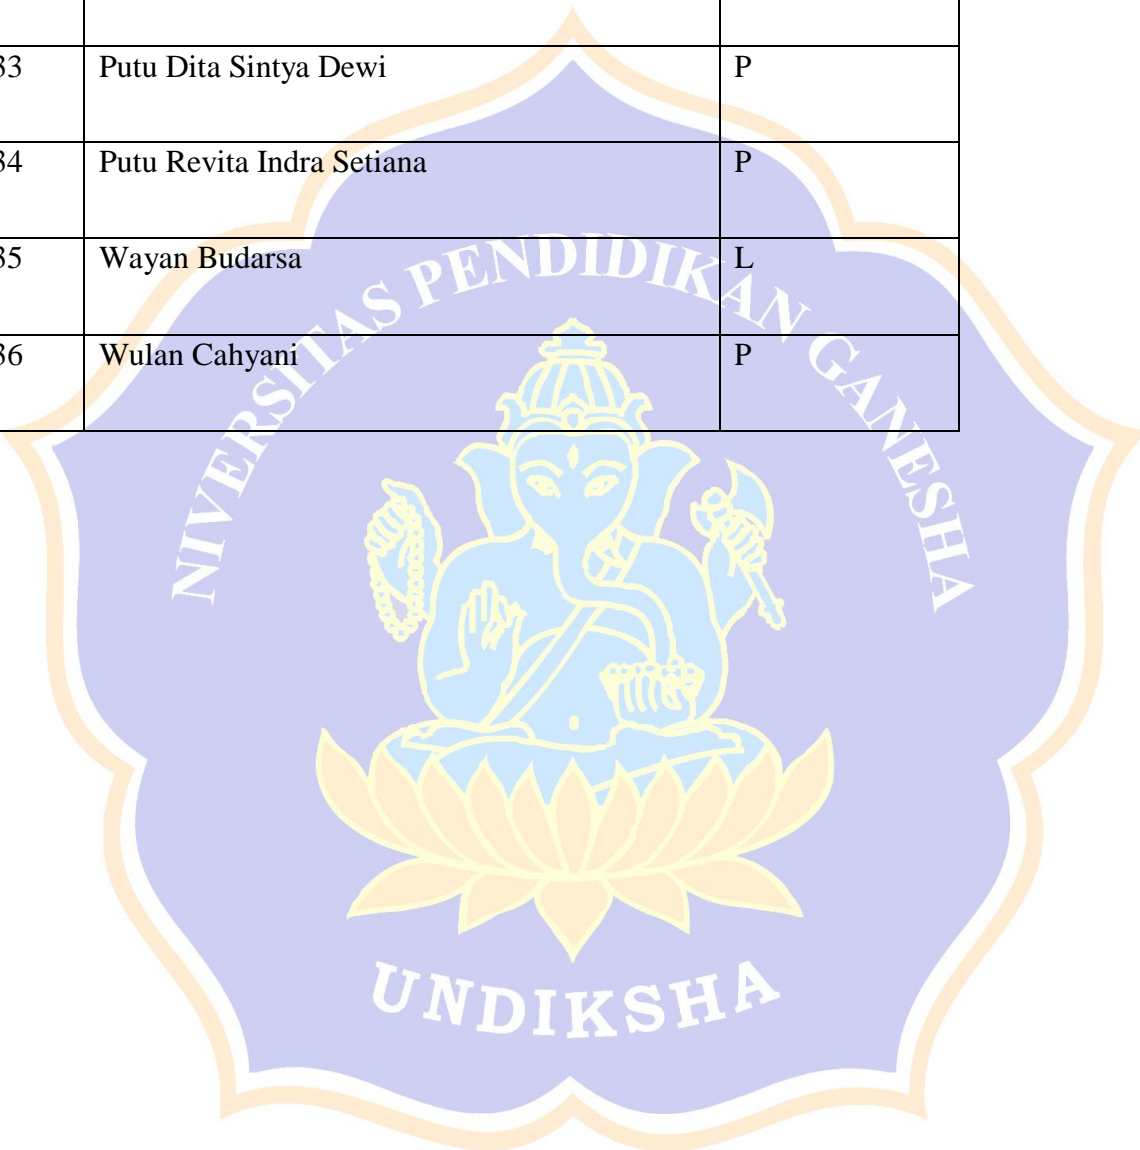 33 Putu Dita Sintya Dewi P
34 Putu Revita Indra Setiana P
35 Wayan Budarsa L
36 Wulan Cahyani P
NIVERSITAS PENDIDIKAN GANESHA
UNDIKSHA